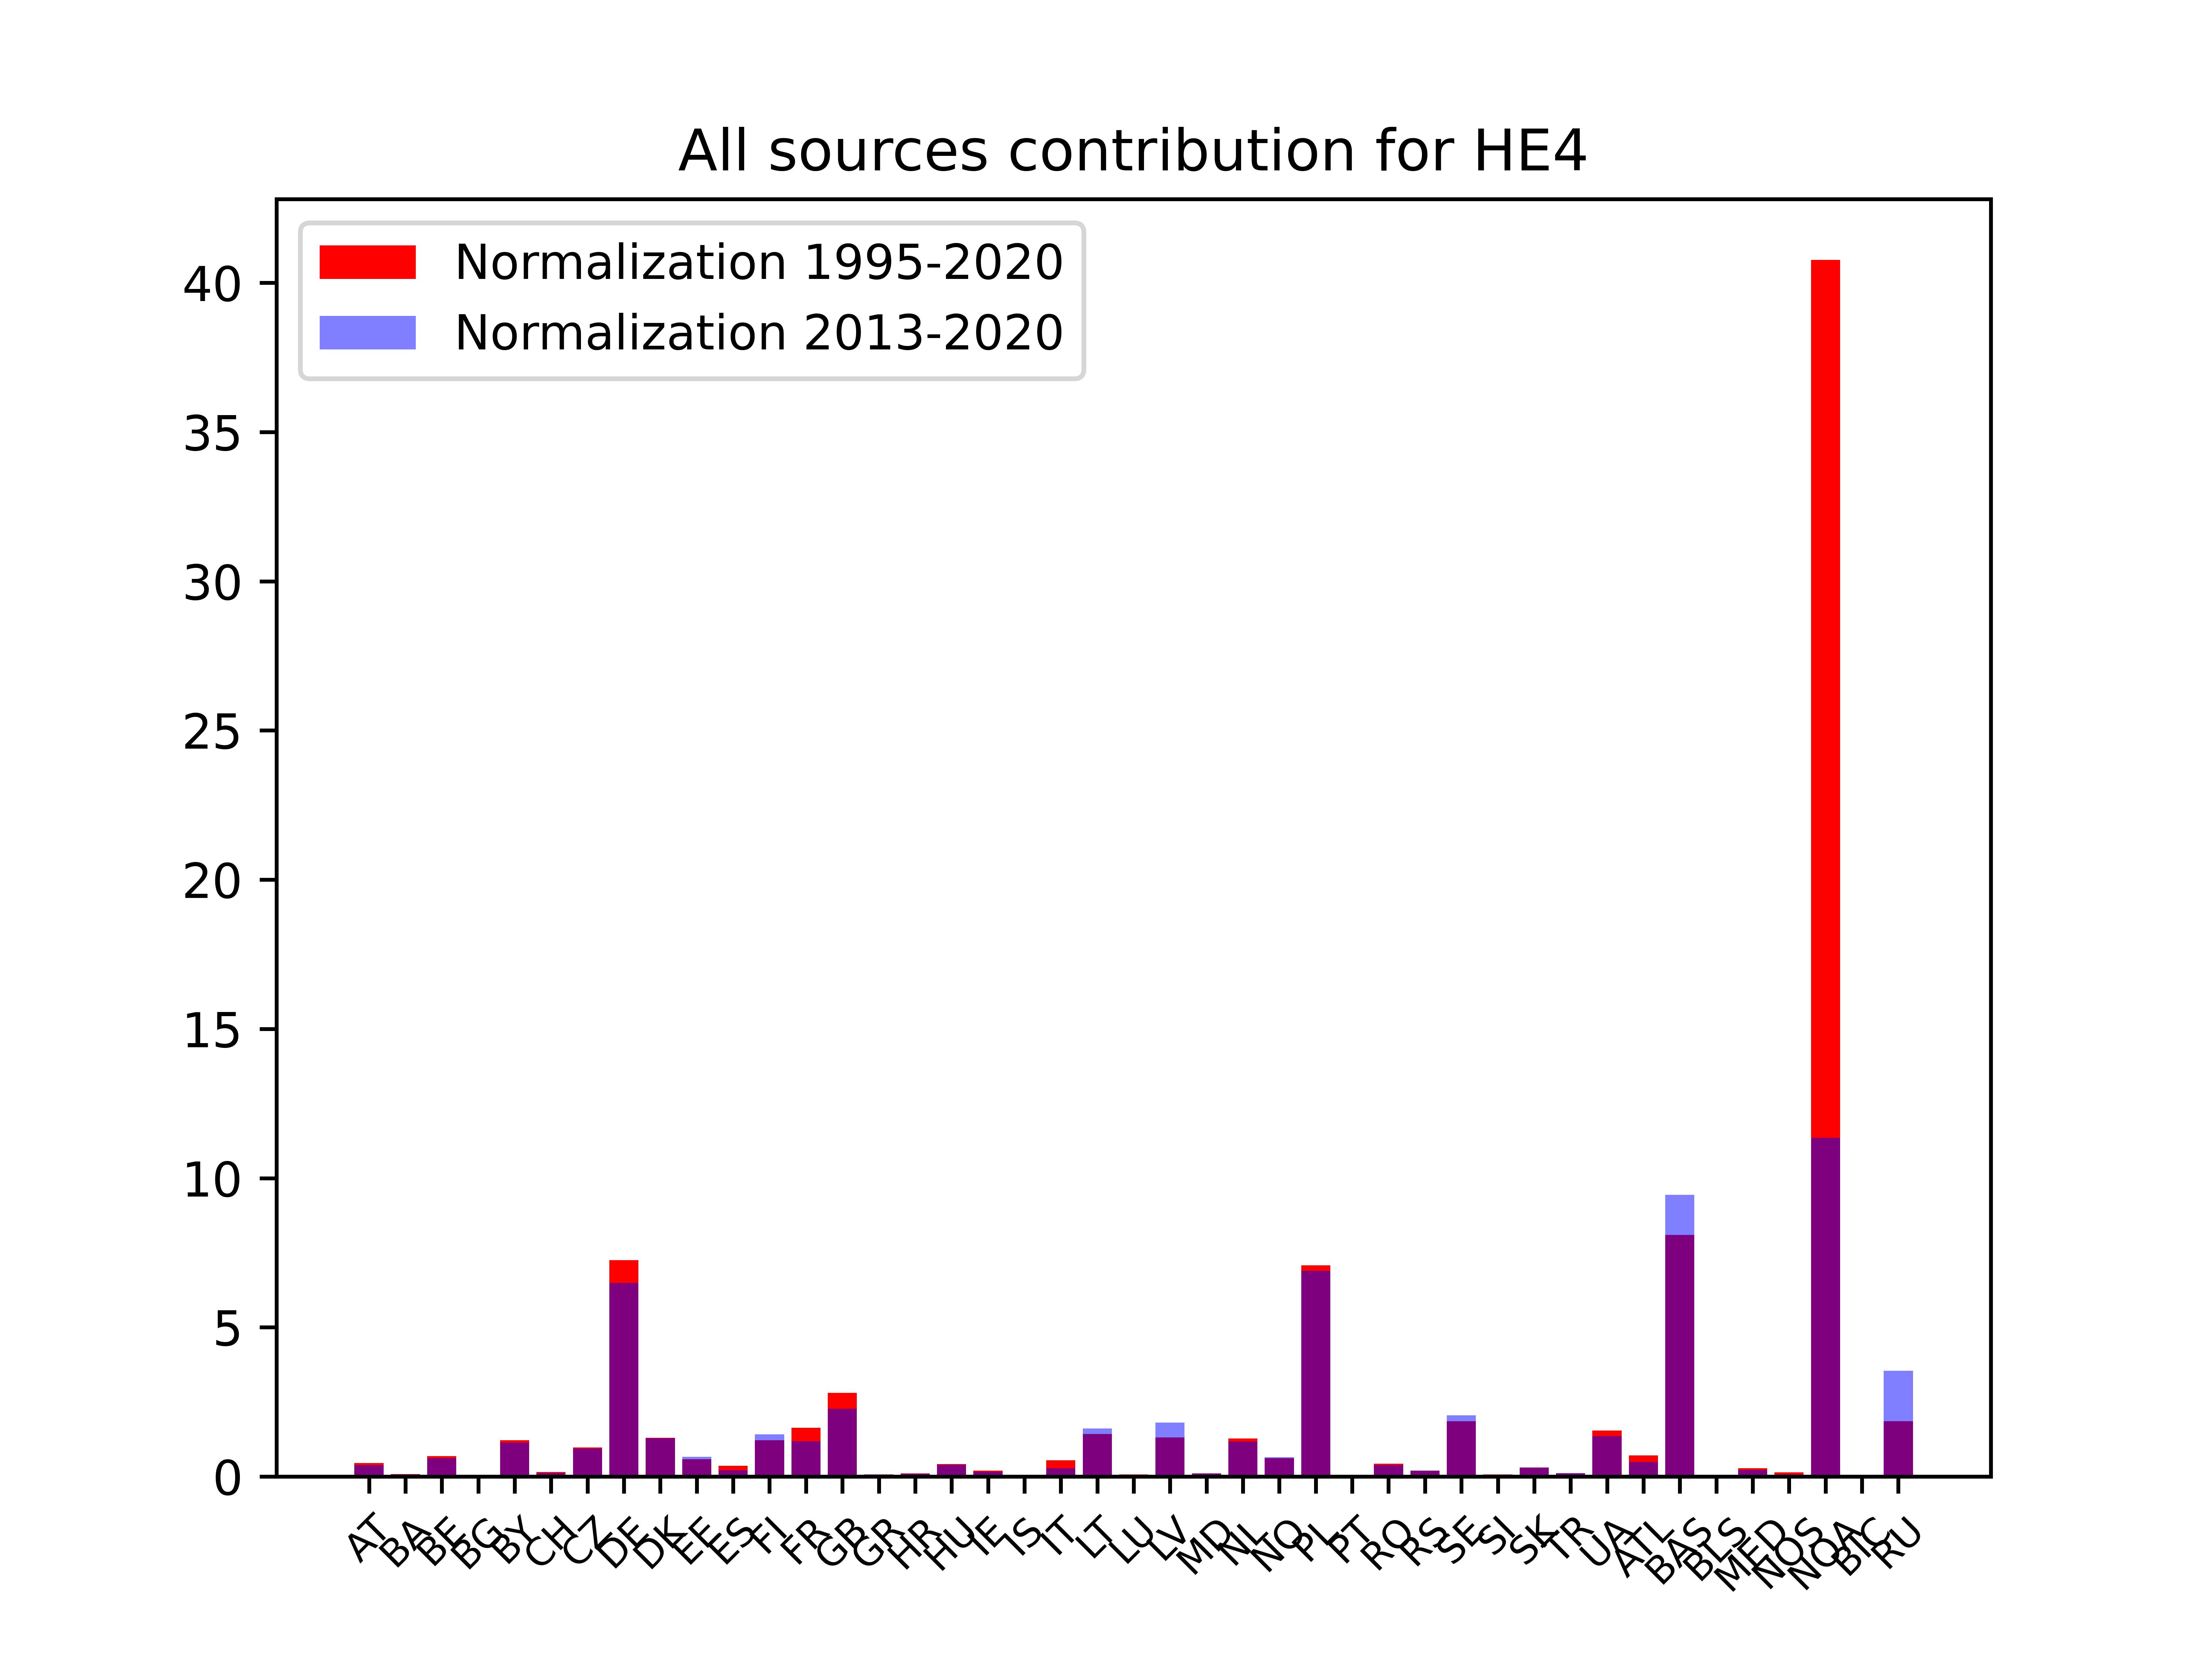 All sources contribution for HE4
Normalization 1995-2020
Normalization 2013-2020
40
35
30
25
20
15
10
5
0
AT
BA
BE
BG
BY
CH
CZ
DE
DK
EE
ES
FI
FR
GB
GR
HR
HU
IE
IS
IT
LT
LU
LV
MD
NL
NO
PL
PT
RO
RS
SE
SI
SK
TR
UA
ATL
BAS
BLS
MED
NOS
NOA
BIC
RU